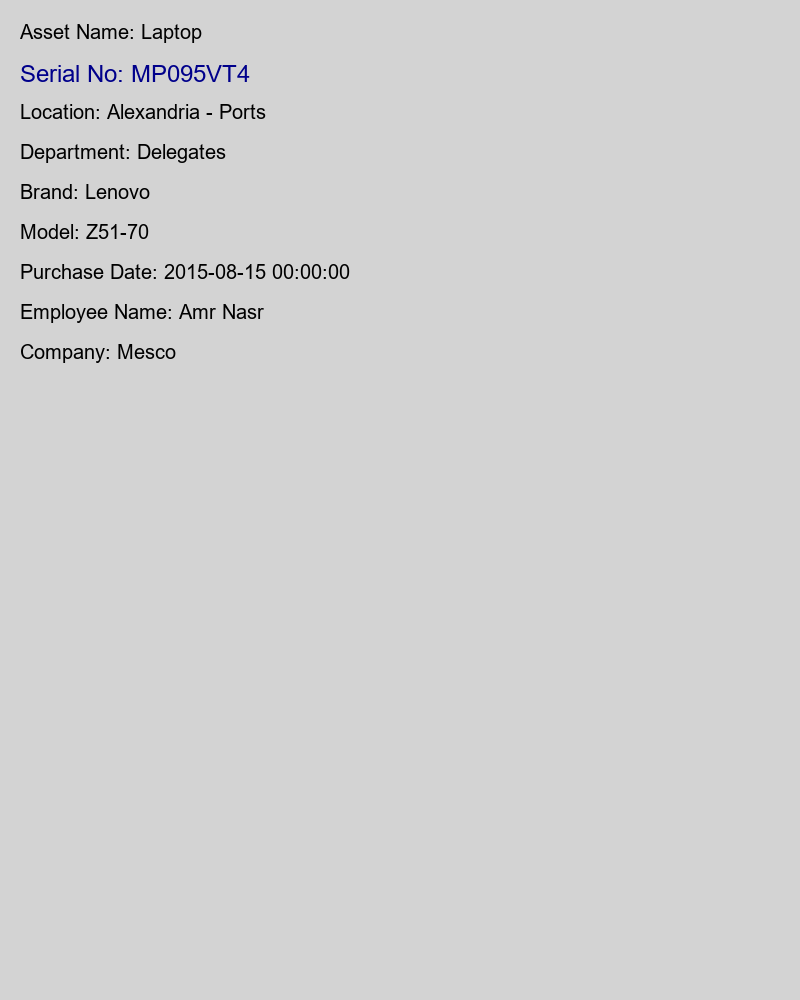 Asset Name: Laptop
Serial No: MP095VT4
Location: Alexandria - Ports
Department: Delegates
Brand: Lenovo
Model: Z51-70
Purchase Date: 2015-08-15 00:00:00
Employee Name: Amr Nasr
Company: Mesco